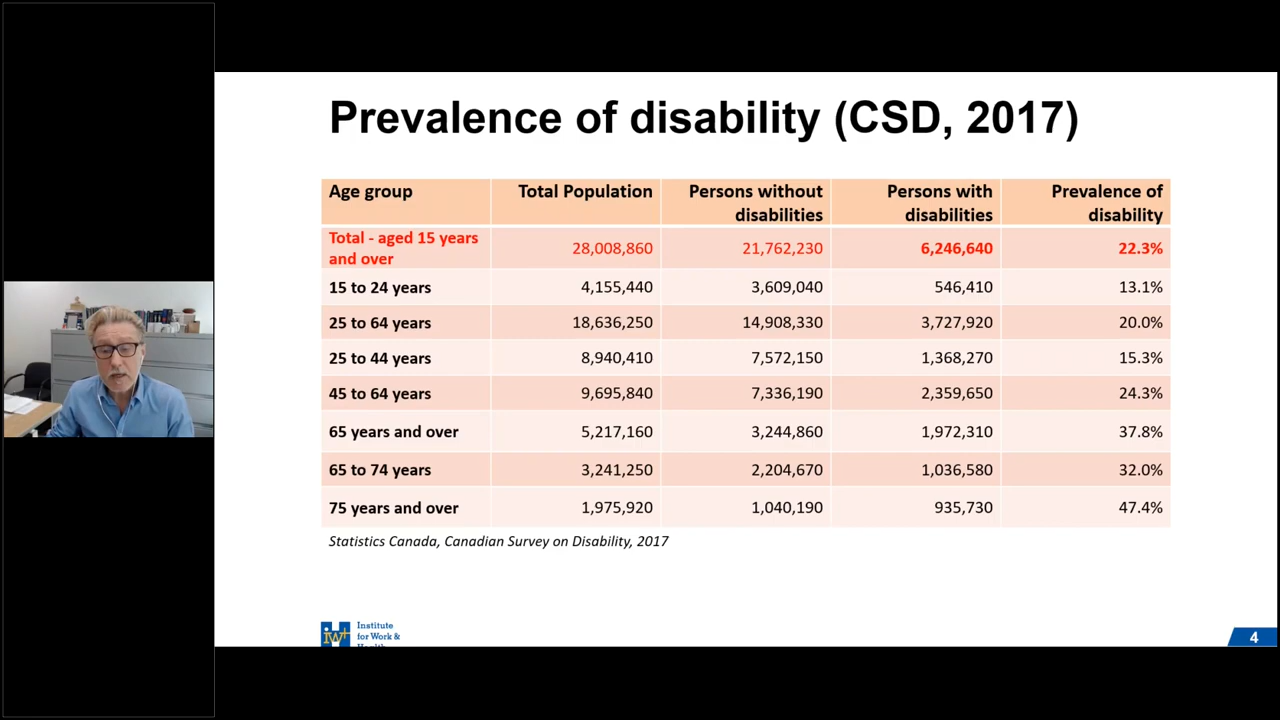 Prevalence of disability (CSD, 2017)
Age group Total Population Persons without disabilities Persons with disabilities Prevalence of disability
Total - aged 15 years and over 28,008,860 21,762,230 6,246,640 22.3%
15 to 24 years 4,155,440 3,609,040 546,410 13.1%
25 to 64 years 18,636,250 14,908,330 3,727,920 20.0%
25 to 44 years 8,940,410 7,572,150 1,368,270 15.3%
45 to 64 years 9,695,840 7,336,190 2,359,650 24.3%
65 years and over 5,217,160 3,244,860 1,972,310 37.8%
65 to 74 years 3,241,250 2,204,670 1,036,580 32.0%
75 years and over 1,975,920 1,040,190 935,730 47.4%
Statistics Canada, Canadian Survey on Disability, 2017
Institute
for Work &
4